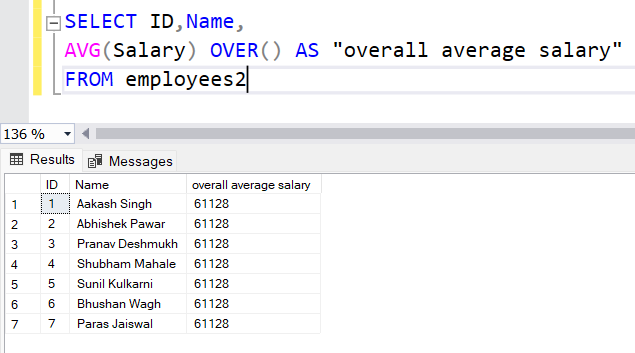 SELECT ID,Name,
AVG(Salary) OVER() AS "overall average salary"
FROM employees2
136 %
Results Messages
ID Name overall average salary
1 1 Aakash Singh 61128
2 2 Abhishek Pawar 61128
3 3 Pranav Deshmukh 61128
4 4 Shubham Mahale 61128
5 5 Sunil Kulkarni 61128
6 6 Bhushan Wagh 61128
7 7 Paras Jaiswal 61128